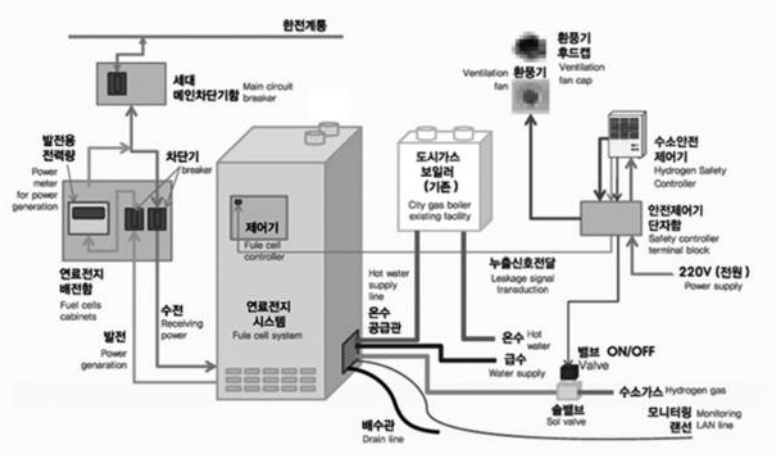 한전계통
세대
메인차단기함
Main circuit
breaker
발전용
전력량
Power
meter
for power
generation
차단기
breaker
연료전지
배전함
Fuel cells
cabinets
발전
Power
genaration
수전
Receiving
power
제어기
Fule cell
controller
연료전지
시스템
Fule cell system
도시가스
보일러
(기존)
City gas boiler
existing facility
Hot water
supply
line
온수
공급관
온수 Hot
water
급수
Water supply
배수관
Drain line
누출신호전달
Leakage signal
transduction
환풍기
후드캡
Ventilation
fan cap
Ventilation
fan
환풍기
수소안전
제어기
Hydrogen Safety
Controller
안전제어기
단자함
Safety controller
terminal block
220V (전원)
Power supply
밸브 ON/OFF
Valve
솔밸브
Sol valve
수소가스 Hydrogen gas
모니터링
랜선
Monitoring
LAN line